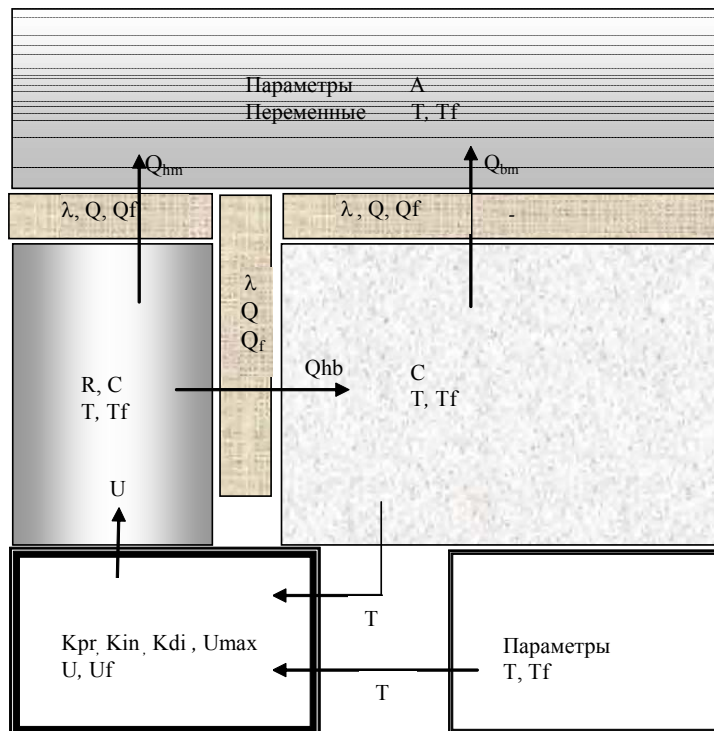 Параметры A
Переменные T, Tf
Qhm
Qbm
λ, Q, Qf
λ , Q, Qf -
λ
Q
Qf
Qhb
R, C
T, Tf
C
T, Tf
U
T
Kpr, Kin, Kdi , Umax
U, Uf
Параметры
T, Tf
T